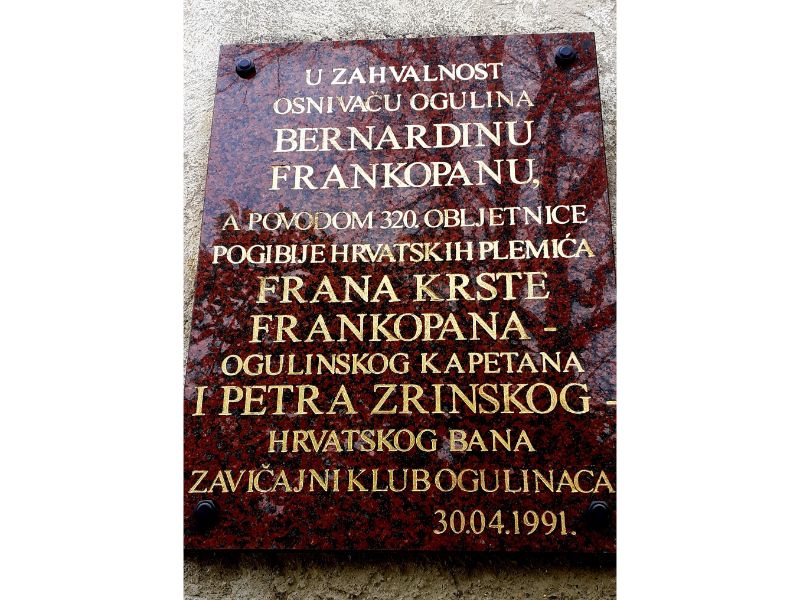 U ZAHVALNOST
OSNIVAČU OGULINA
BERNARDINU
FRANKOPANU,
A POVODOM 320. OBLJETNICE
POGIBIJE HRVATSKIH PLEMIĆA
FRANA KRSTE
FRANKOPANA -
OGULINSKOG KAPETANA
I PETRA ZRINSKOG -
HRVATSKOG BANA
ZAVIČAJNI KLUB OGULINACA
30.04.1991.